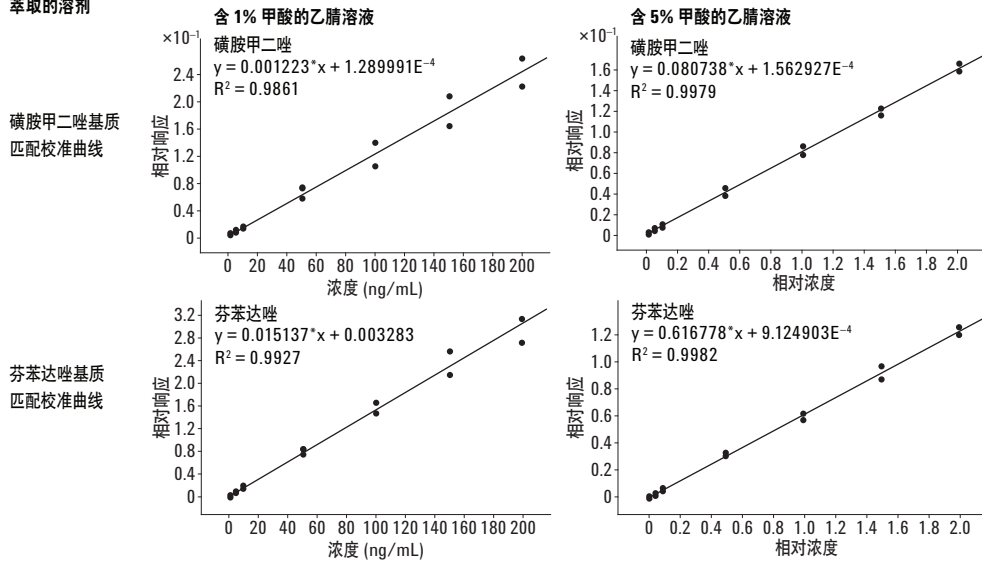 萃取的溶剂
含 1% 甲酸的乙腈溶液
含 5% 甲酸的乙腈溶液
磺胺甲二唑基质
匹配校准曲线
×10⁻¹
磺胺甲二唑
y = 0.001223*x + 1.289991E⁻⁴
R² = 0.9861
相对响应
2.4
2.0
1.6
1.2
0.8
0.4
0
0 20 40 60 80 100 120 140 160 180 200
浓度 (ng/mL)
×10⁻¹
磺胺甲二唑
y = 0.080738*x + 1.562927E⁻⁴
R² = 0.9979
相对响应
1.6
1.4
1.2
1.0
0.8
0.6
0.4
0.2
0
0 0.2 0.4 0.6 0.8 1.0 1.2 1.4 1.6 1.8 2.0
相对浓度
芬苯达唑基质
匹配校准曲线
芬苯达唑
y = 0.015137*x + 0.003283
R² = 0.9927
相对响应
3.2
2.8
2.4
2.0
1.6
1.2
0.8
0.4
0
0 20 40 60 80 100 120 140 160 180 200
浓度 (ng/mL)
芬苯达唑
y = 0.616778*x + 9.124903E⁻⁴
R² = 0.9982
相对响应
1.2
1.0
0.8
0.6
0.4
0.2
0
0 0.2 0.4 0.6 0.8 1.0 1.2 1.4 1.6 1.8 2.0
相对浓度